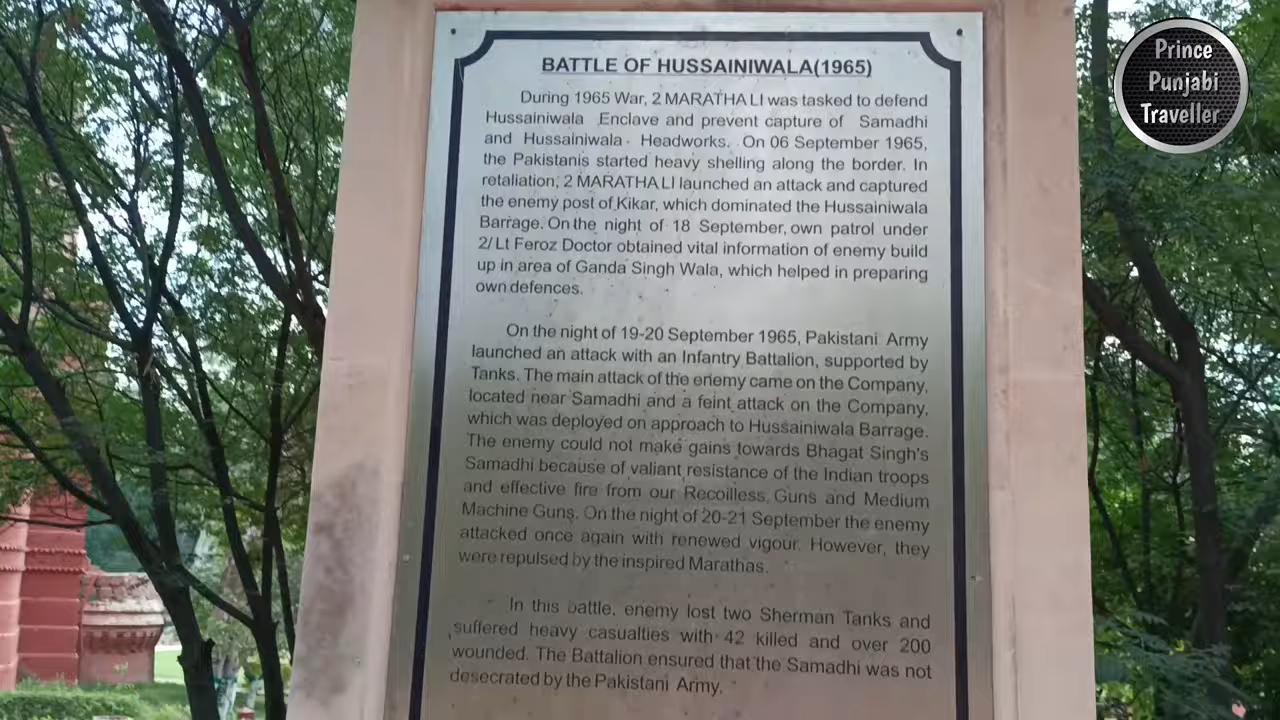 BATTLE OF HUSSAINIWALA(1965)
During 1965 War, 2 MARATHA LI was tasked to defend
Hussainiwala Enclave and prevent capture of Samadhi
and Hussainiwala Headworks. On 06 September 1965,
the Pakistanis started heavy shelling along the border. In
retaliation, 2 MARATHA LI launched an attack and captured
the enemy post of Kikar, which dominated the Hussainiwala
Barrage. On the night of 18 September, own patrol under
2/ Lt Feroz Doctor obtained vital information of enemy build
up in area of Ganda Singh Wala, which helped in preparing
own defences.
On the night of 19-20 September 1965, Pakistani Army
launched an attack with an Infantry Battalion, supported by
Tanks. The main attack of the enemy came on the Company,
located near Samadhi and a feint attack on the Company,
which was deployed on approach to Hussainiwala Barrage.
The enemy could not make gains towards Bhagat Singh's
Samadhi because of valiant resistance of the Indian troops
and effective fire from our Recoilless Guns and Medium
Machine Guns. On the night of 20-21 September the enemy
attacked once again with renewed vigour. However, they
were repulsed by the inspired Marathas.
In this battle, enemy lost two Sherman Tanks and
suffered heavy casualties with 42 killed and over 200
wounded. The Battalion ensured that the Samadhi was not
desecrated by the Pakistani Army.
Prince
Punjabi
Traveller